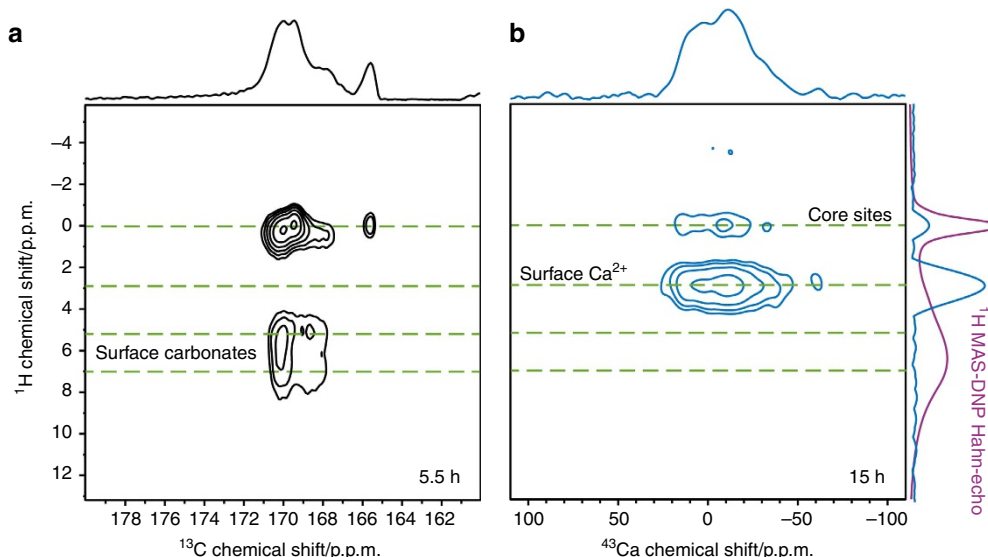 a
b
−4
−2
0
2
4
6
8
10
12
¹H chemical shift/p.p.m.
Surface carbonates
5.5 h
178 176 174 172 170 168 166 164 162
¹³C chemical shift/p.p.m.
Core sites
Surface Ca²⁺
15 h
100 50 0 −50 −100
⁴³Ca chemical shift/p.p.m.
¹H MAS-DNP Hahn-echo